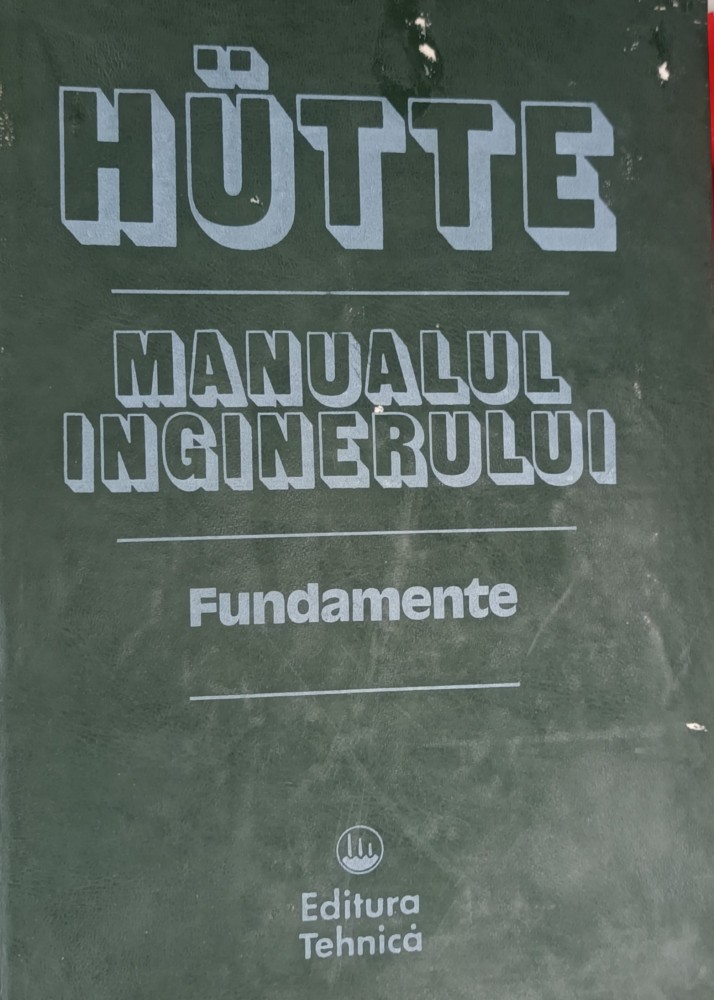 HÜTTE
MANUALUL
INGINERULUI
Fundamente
Editura
Tehnică